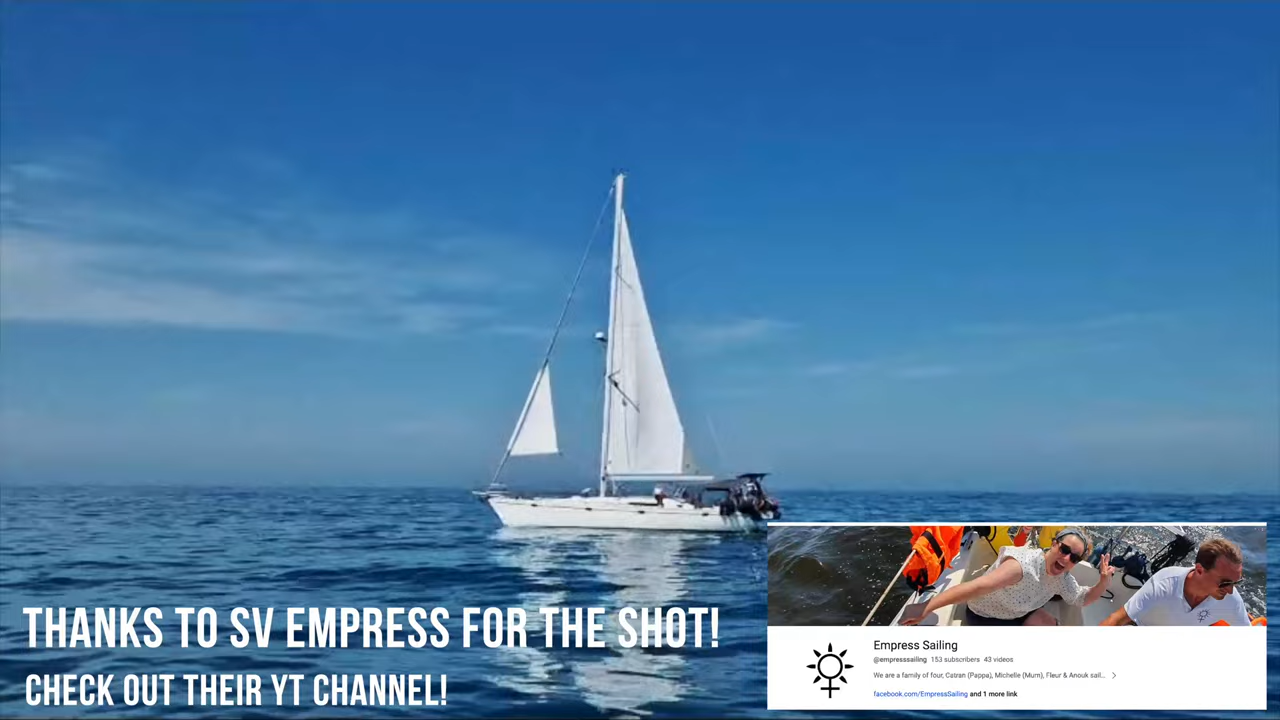 THANKS TO SV EMPRESS FOR THE SHOT!
CHECK OUT THEIR YT CHANNEL!
Empress Sailing
@empresssailing 153 subscribers 43 videos
We are a family of four, Catran (Pappa), Michelle (Mum), Fleur & Anouk sail...
facebook.com/EmpressSailing and 1 more link